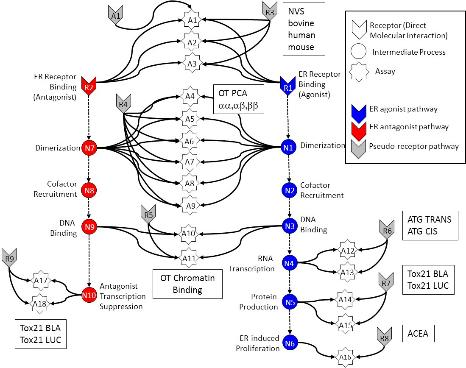 A1
A1
R3
NVS
bovine
human
mouse
A2
A3
Receptor (Direct
Molecular Interaction)
Intermediate Process
Assay
ER agonist pathway
ER antagonist pathway
Pseudo-receptor pathway
ER Receptor
Binding
(Antagonist)
R2
R1
ER Receptor
Binding
(Agonist)
R4
A4
OT PCA
αα,αβ,ββ
A5
A6
A7
A8
A9
Dimerization
N7
N1
Dimerization
Cofactor
Recruitment
N8
N2
Cofactor
Recruitment
DNA
Binding
N9
R5
A10
A11
N3
DNA
Binding
OT Chromatin
Binding
R6
ATG TRANS
ATG CIS
A12
A13
RNA
Transcription
N4
R9
A17
A18
N10
Antagonist
Transcription
Suppression
Tox21 BLA
Tox21 LUC
R7
Tox21 BLA
Tox21 LUC
A14
A15
Protein
Production
N5
R8
ACEA
A16
ER induced
Proliferation
N6